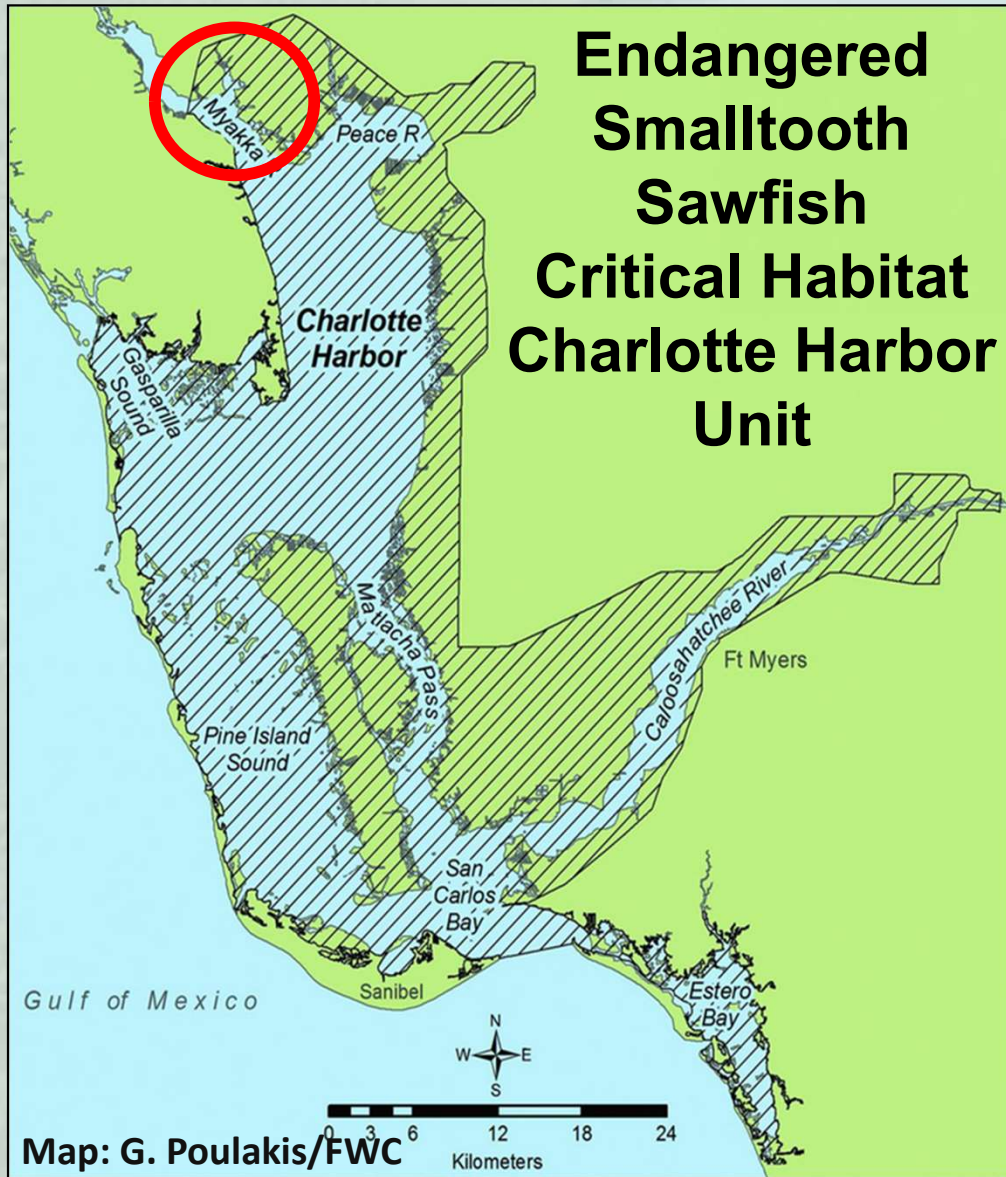 Endangered
Smalltooth
Sawfish
Critical Habitat
Charlotte Harbor
Unit
Myakka
Peace R
Charlotte
Harbor
Gasparilla
Sound
Matlacha Pass
Caloosahatchee River
Ft Myers
Pine Island
Sound
San
Carlos
Bay
Gulf of Mexico
Sanibel
Estero
Bay
N
W E
S
0 3 6 12 18 24
Kilometers
Map: G. Poulakis/FWC